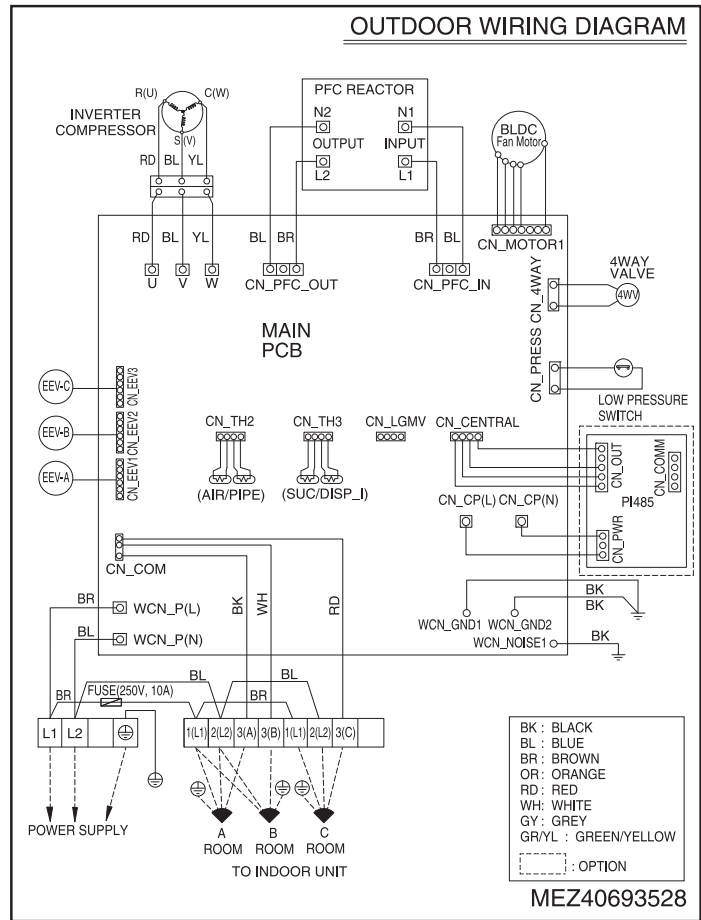 OUTDOOR WIRING DIAGRAM
R(U) C(W)
INVERTER
COMPRESSOR
S (V)
RD BL YL
PFC REACTOR
N2 N1
OUTPUT INPUT
L2 L1
BLDC
Fan Motor
RD BL YL
BL BR
BR BL
CN_MOTOR1
U V W
CN_PFC_OUT
CN_PFC_IN
CN_4WAY
4WAY
VALVE
4WV
MAIN
PCB
CN_PRESS
LOW PRESSURE
SWITCH
EEV-C
CN_EEV3
EEV-B
CN_EEV2
EEV-A
CN_EEV1
CN_TH2
(AIR/PIPE)
CN_TH3
(SUC/DISP_I)
CN_LGMV
CN_CENTRAL
CN_OUT
CN_COMM
PI485
CN_PWR
CN_CP(L) CN_CP(N)
CN_COM
BR
WCN_P(L)
BL
WCN_P(N)
BK
WH
RD
BK
BK
WCN_GND1 WCN_GND2
WCN_NOISE1
BK
BL BL
BR FUSE(250V, 10A) BR
L1 L2
1(L1) 2(L2) 3(A) 3(B) 1(L1) 2(L2) 3(C)
POWER SUPPLY
A
ROOM
B
ROOM
C
ROOM
TO INDOOR UNIT
BK : BLACK
BL : BLUE
BR : BROWN
OR : ORANGE
RD : RED
WH: WHITE
GY : GREY
GR/YL : GREEN/YELLOW
: OPTION
MEZ40693528